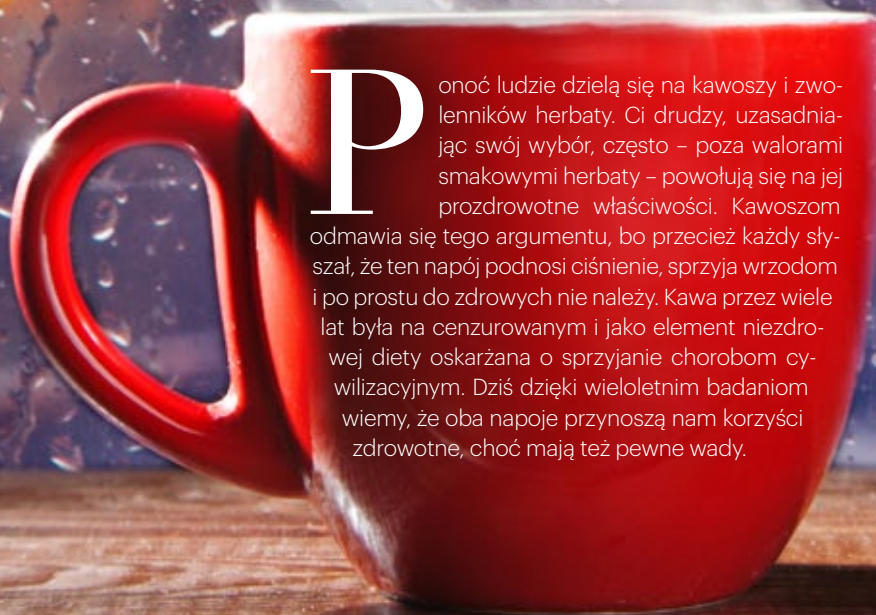 Ponoć ludzie dzielą się na kawoszy i zwo-
lenników herbaty. Ci drudzy, uzasadnia-
jąc swój wybór, często – poza walorami
smakowymi herbaty – powołują się na jej
prozdrowotne właściwości. Kawoszom
odmawia się tego argumentu, bo przecież każdy sły-
szał, że ten napój podnosi ciśnienie, sprzyja wrzodom
i po prostu do zdrowych nie należy. Kawa przez wiele
lat była na cenzurowanym i jako element niezdro-
wej diety oskarżana o sprzyjanie chorobom cy-
wilizacyjnym. Dziś dzięki wieloletnim badaniom
wiemy, że oba napoje przynoszą nam korzyści
zdrowotne, choć mają też pewne wady.